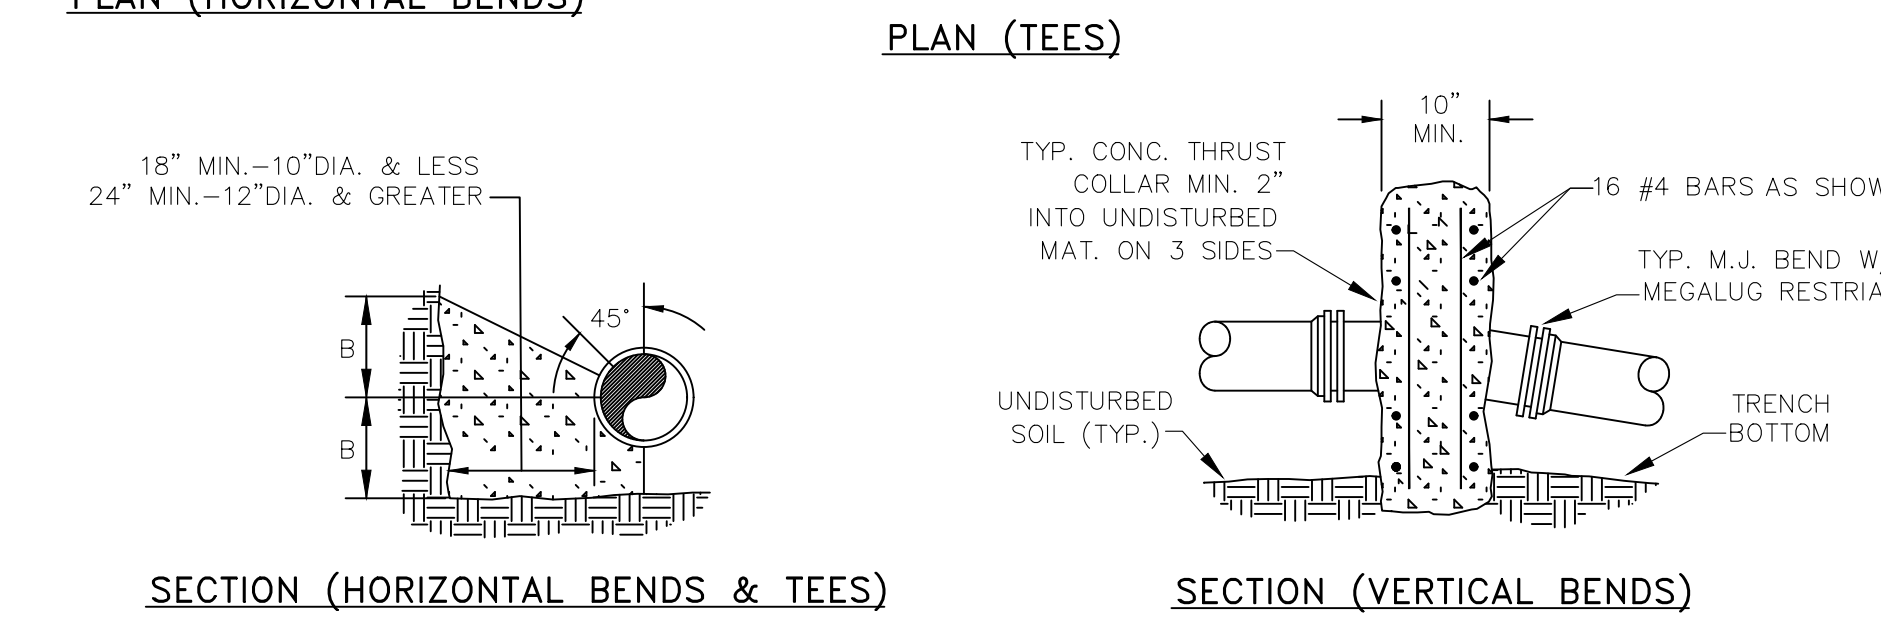 PLAN (HORIZONTAL BENDS)
PLAN (TEES)
18” MIN.–10”DIA. & LESS
24” MIN.–12”DIA. & GREATER
45°
B
B
SECTION (HORIZONTAL BENDS & TEES)
10”
MIN.
TYP. CONC. THRUST
COLLAR MIN. 2”
INTO UNDISTURBED
MAT. ON 3 SIDES
16 #4 BARS AS SHOW
TYP. M.J. BEND W/
MEGALUG RESTRIA
UNDISTURBED
SOIL (TYP.)
TRENCH
BOTTOM
SECTION (VERTICAL BENDS)